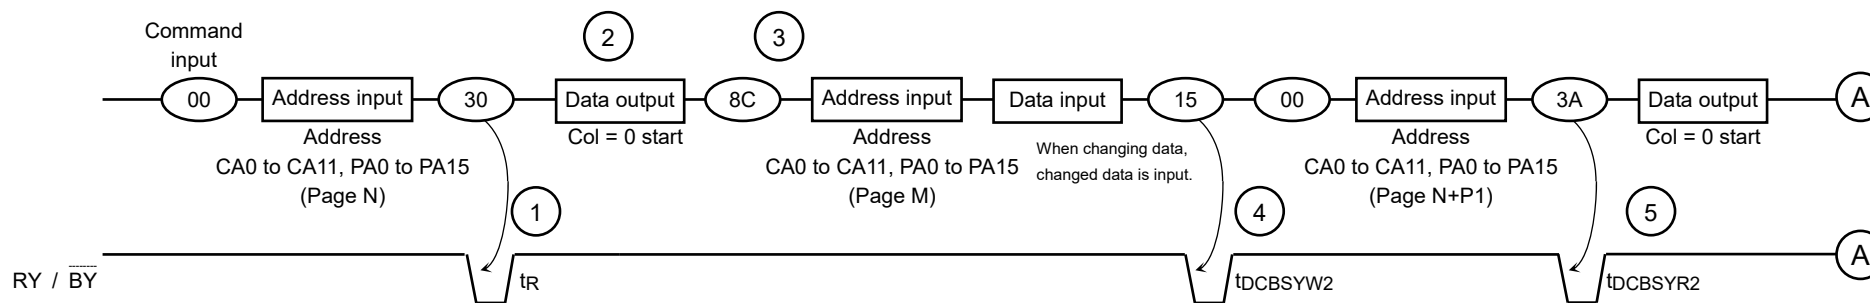 Command
input
2
3
00
Address input
30
Data output
8C
Address input
Data input
15
00
Address input
3A
Data output
A
Address
CA0 to CA11, PA0 to PA15
(Page N)
Col = 0 start
Address
CA0 to CA11, PA0 to PA15
(Page M)
When changing data,
changed data is input.
Address
CA0 to CA11, PA0 to PA15
(Page N+P1)
Col = 0 start
1
4
5
RY / BY
tR
tDCBSYW2
tDCBSYR2
A